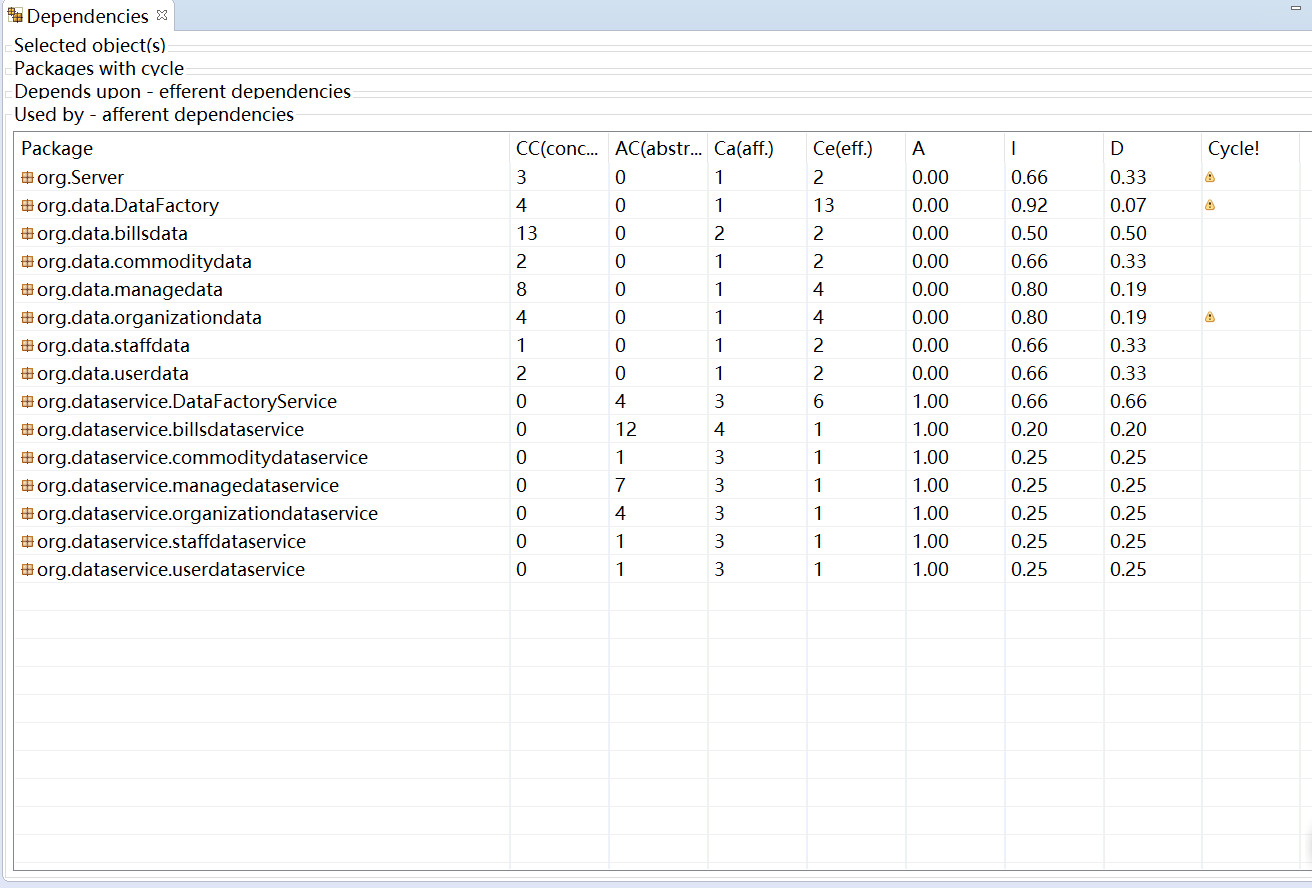 Dependencies
Selected object(s)
Packages with cycle
Depends upon - efferent dependencies
Used by - afferent dependencies
Package CC(conc... AC(abstr... Ca(aff.) Ce(eff.) A I D Cycle!
org.Server 3 0 1 2 0.00 0.66 0.33
org.data.DataFactory 4 0 1 13 0.00 0.92 0.07
org.data.billsdata 13 0 2 2 0.00 0.50 0.50
org.data.commoditydata 2 0 1 2 0.00 0.66 0.33
org.data.managedata 8 0 1 4 0.00 0.80 0.19
org.data.organizationdata 4 0 1 4 0.00 0.80 0.19
org.data.staffdata 1 0 1 2 0.00 0.66 0.33
org.data.userdata 2 0 1 2 0.00 0.66 0.33
org.dataservice.DataFactoryService 0 4 3 6 1.00 0.66 0.66
org.dataservice.billsdataservice 0 12 4 1 1.00 0.20 0.20
org.dataservice.commoditydataservice 0 1 3 1 1.00 0.25 0.25
org.dataservice.managedataservice 0 7 3 1 1.00 0.25 0.25
org.dataservice.organizationdataservice 0 4 3 1 1.00 0.25 0.25
org.dataservice.staffdataservice 0 1 3 1 1.00 0.25 0.25
org.dataservice.userdataservice 0 1 3 1 1.00 0.25 0.25